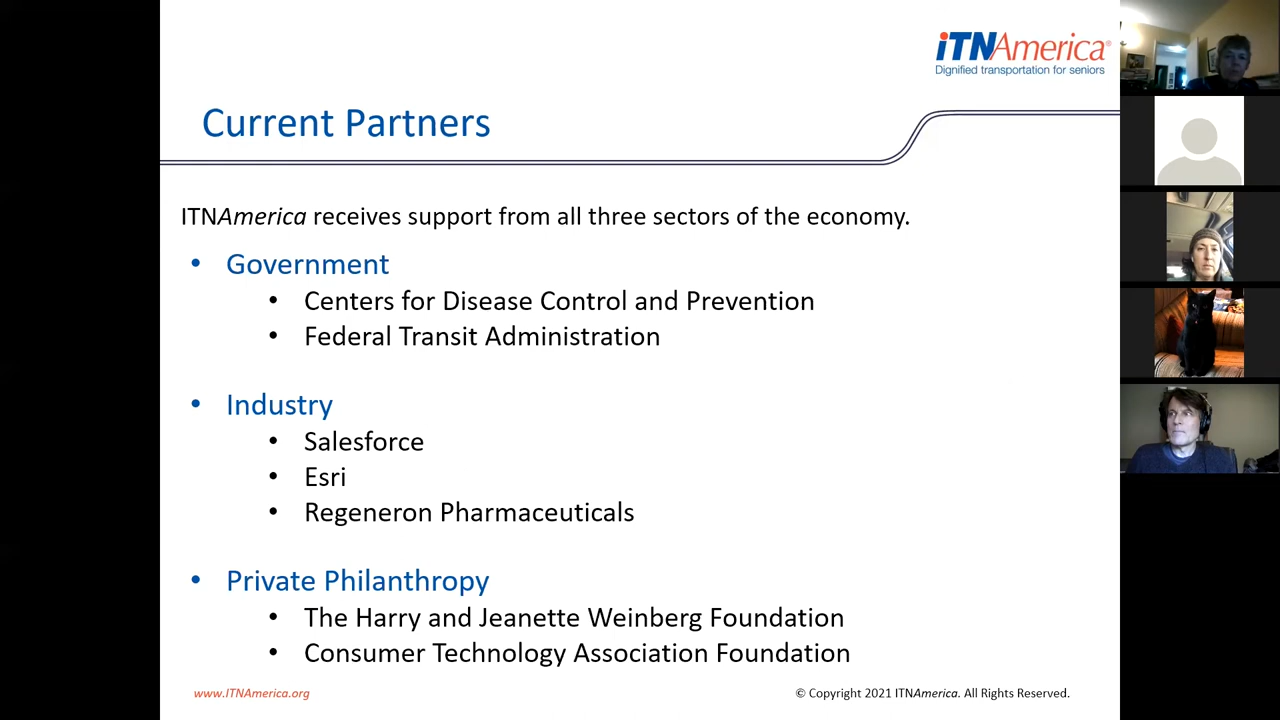 iTNAmerica®
Dignified transportation for seniors
Current Partners
ITNAmerica receives support from all three sectors of the economy.
• Government
• Centers for Disease Control and Prevention
• Federal Transit Administration
• Industry
• Salesforce
• Esri
• Regeneron Pharmaceuticals
• Private Philanthropy
• The Harry and Jeanette Weinberg Foundation
• Consumer Technology Association Foundation
www.ITNAmerica.org
© Copyright 2021 ITNAmerica. All Rights Reserved.